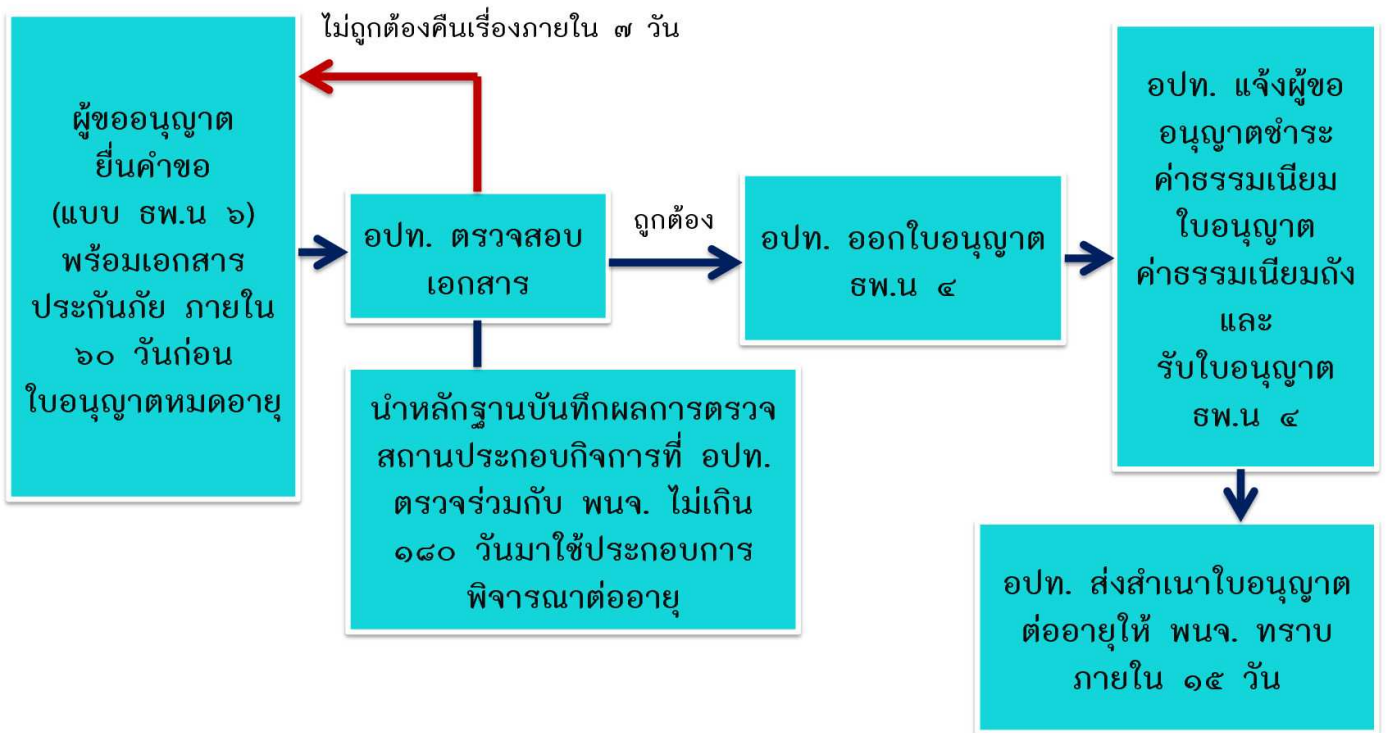 ไม่ถูกต้องคืนเรื่องภายใน ๗ วัน
ผู้ขออนุญาต
ยื่นคำขอ
(แบบ ธพ.น ๖)
พร้อมเอกสาร
ประกันภัย ภายใน
๖๐ วันก่อน
ใบอนุญาตหมดอายุ
อปท. ตรวจสอบ
เอกสาร
นำหลักฐานบันทึกผลการตรวจ
สถานประกอบกิจการที่ อปท.
ตรวจร่วมกับ พนจ. ไม่เกิน
๑๘๐ วันมาใช้ประกอบการ
พิจารณาต่ออายุ
ถูกต้อง
อปท. ออกใบอนุญาต
ธพ.น ๔
อปท. แจ้งผู้ขอ
อนุญาตชำระ
ค่าธรรมเนียม
ใบอนุญาต
ค่าธรรมเนียมถัง
และ
รับใบอนุญาต
ธพ.น ๔
อปท. ส่งสำเนาใบอนุญาต
ต่ออายุให้ พนจ. ทราบ
ภายใน ๑๕ วัน